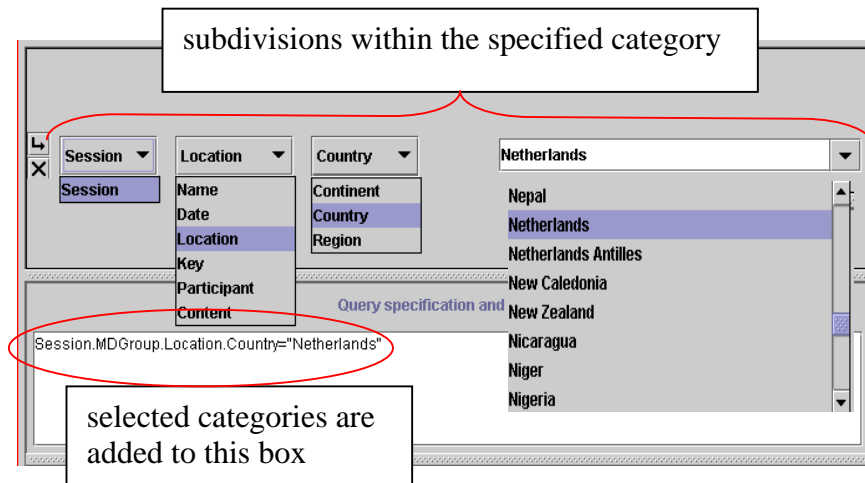 subdivisions within the specified category
Session
Location
Country
Netherlands
Session
Name
Date
Location
Key
Participant
Content
Continent
Country
Region
Nepal
Netherlands
Netherlands Antilles
New Caledonia
New Zealand
Nicaragua
Niger
Nigeria
Query specification and
Session.MDGroup.Location.Country="Netherlands"
selected categories are
added to this box